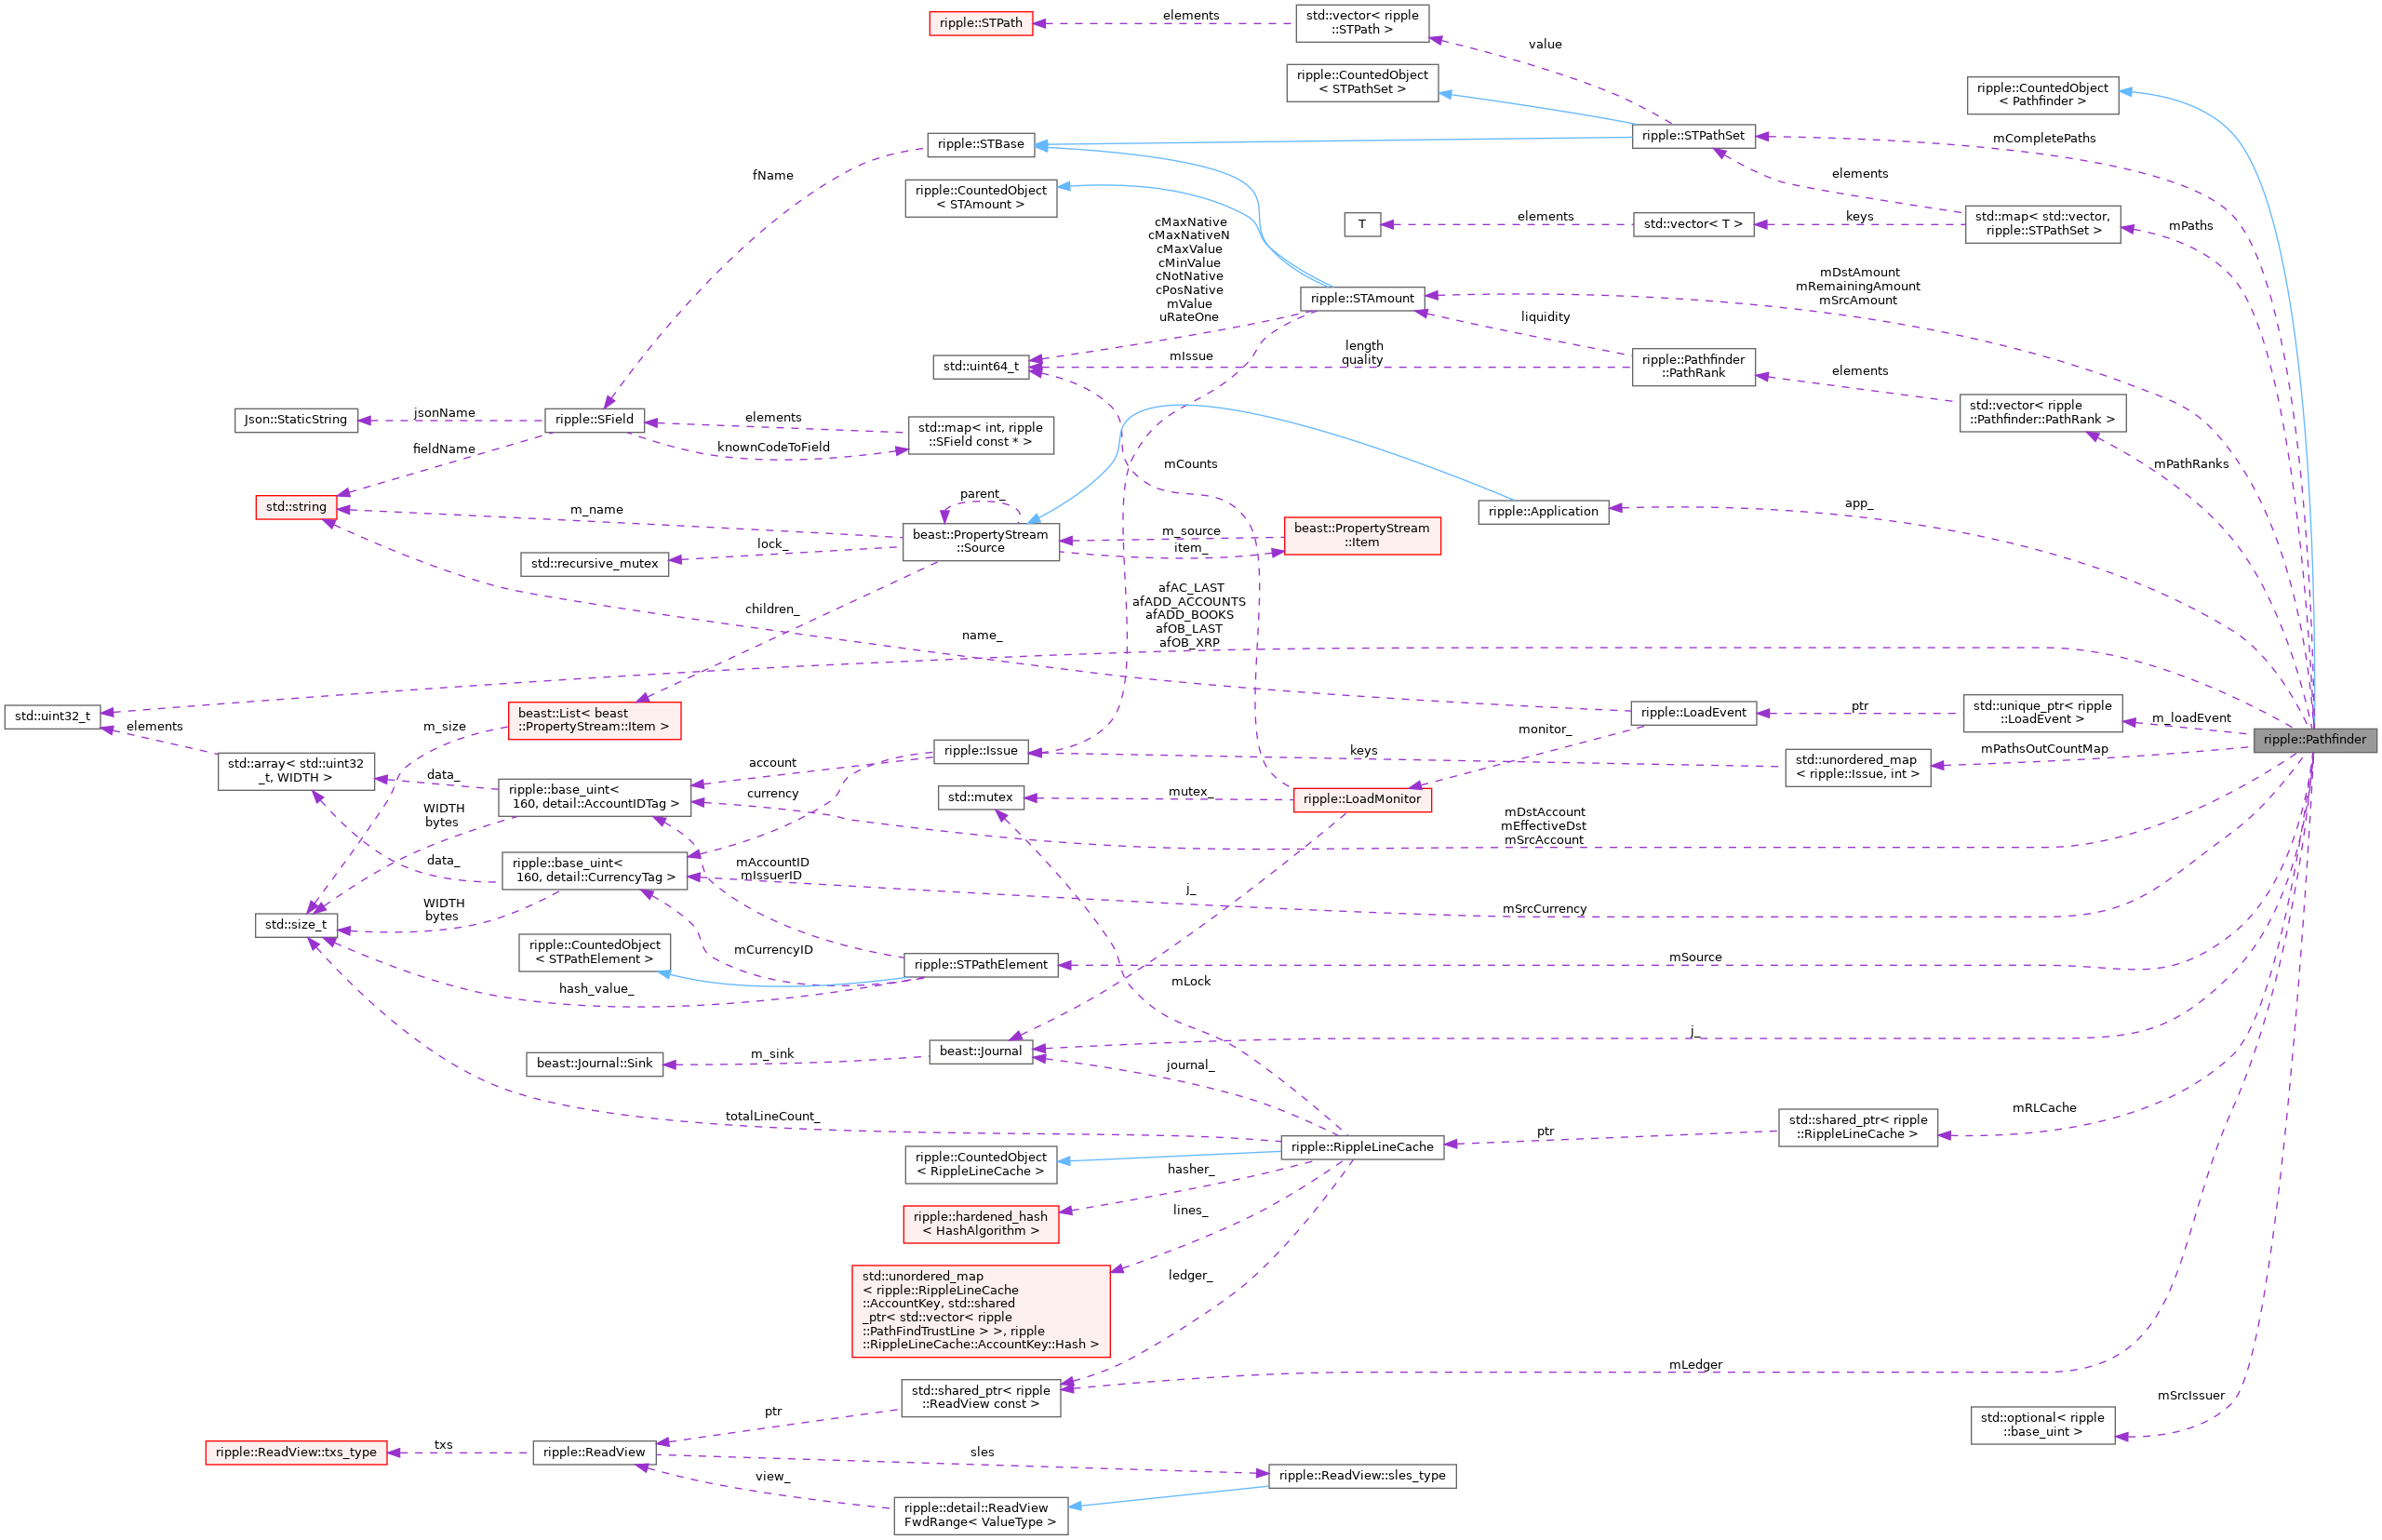 ripple::STPath
elements
std::vector< ripple
::STPath >
value
ripple::CountedObject
< STPathSet >
ripple::CountedObject
< Pathfinder >
ripple::STBase
ripple::STPathSet
mCompletePaths
fName
ripple::CountedObject
< STAmount >
elements
T
elements
std::vector< T >
keys
std::map< std::vector,
ripple::STPathSet >
mPaths
cMaxNative
cMaxNativeN
cMaxValue
cMinValue
cNotNative
cPosNative
mValue
uRateOne
ripple::STAmount
mDstAmount
mRemainingAmount
mSrcAmount
liquidity
std::uint64_t
mIssue
length
quality
ripple::Pathfinder
::PathRank
elements
std::vector< ripple
::Pathfinder::PathRank >
mPathRanks
Json::StaticString
jsonName
ripple::SField
elements
std::map< int, ripple
::SField const * >
knownCodeToField
fieldName
mCounts
std::string
m_name
parent_
beast::PropertyStream
::Source
m_source
item_
beast::PropertyStream
::Item
ripple::Application
app_
std::recursive_mutex
lock_
children_
name_
afAC_LAST
afADD_ACCOUNTS
afADD_BOOKS
afOB_LAST
afOB_XRP
std::uint32_t
elements
beast::List< beast
::PropertyStream::Item >
m_size
ripple::LoadEvent
ptr
std::unique_ptr< ripple
::LoadEvent >
m_loadEvent
ripple::Pathfinder
monitor_
std::array< std::uint32
_t, WIDTH >
data_
ripple::Issue
account
currency
keys
std::unordered_map
< ripple::Issue, int >
mPathsOutCountMap
ripple::base_uint<
160, detail::AccountIDTag >
WIDTH
bytes
std::mutex
mutex_
ripple::LoadMonitor
mDstAccount
mEffectiveDst
mSrcAccount
data_
ripple::base_uint<
160, detail::CurrencyTag >
mAccountID
mIssuerID
j_
WIDTH
bytes
mSrcCurrency
std::size_t
ripple::CountedObject
< STPathElement >
mCurrencyID
ripple::STPathElement
mSource
hash_value_
mLock
beast::Journal::Sink
m_sink
beast::Journal
journal_
j_
totalLineCount_
ripple::RippleLineCache
ptr
std::shared_ptr< ripple
::RippleLineCache >
mRLCache
ripple::CountedObject
< RippleLineCache >
hasher_
ripple::hardened_hash
< HashAlgorithm >
lines_
std::unordered_map
< ripple::RippleLineCache
::AccountKey, std::shared
_ptr< std::vector< ripple
::PathFindTrustLine > >, ripple
::RippleLineCache::AccountKey::Hash >
ledger_
std::shared_ptr< ripple
::ReadView const >
mLedger
mSrcIssuer
std::optional< ripple
::base_uint >
ptr
ripple::ReadView::txs_type
txs
ripple::ReadView
sles
ripple::ReadView::sles_type
view_
ripple::detail::ReadView
FwdRange< ValueType >